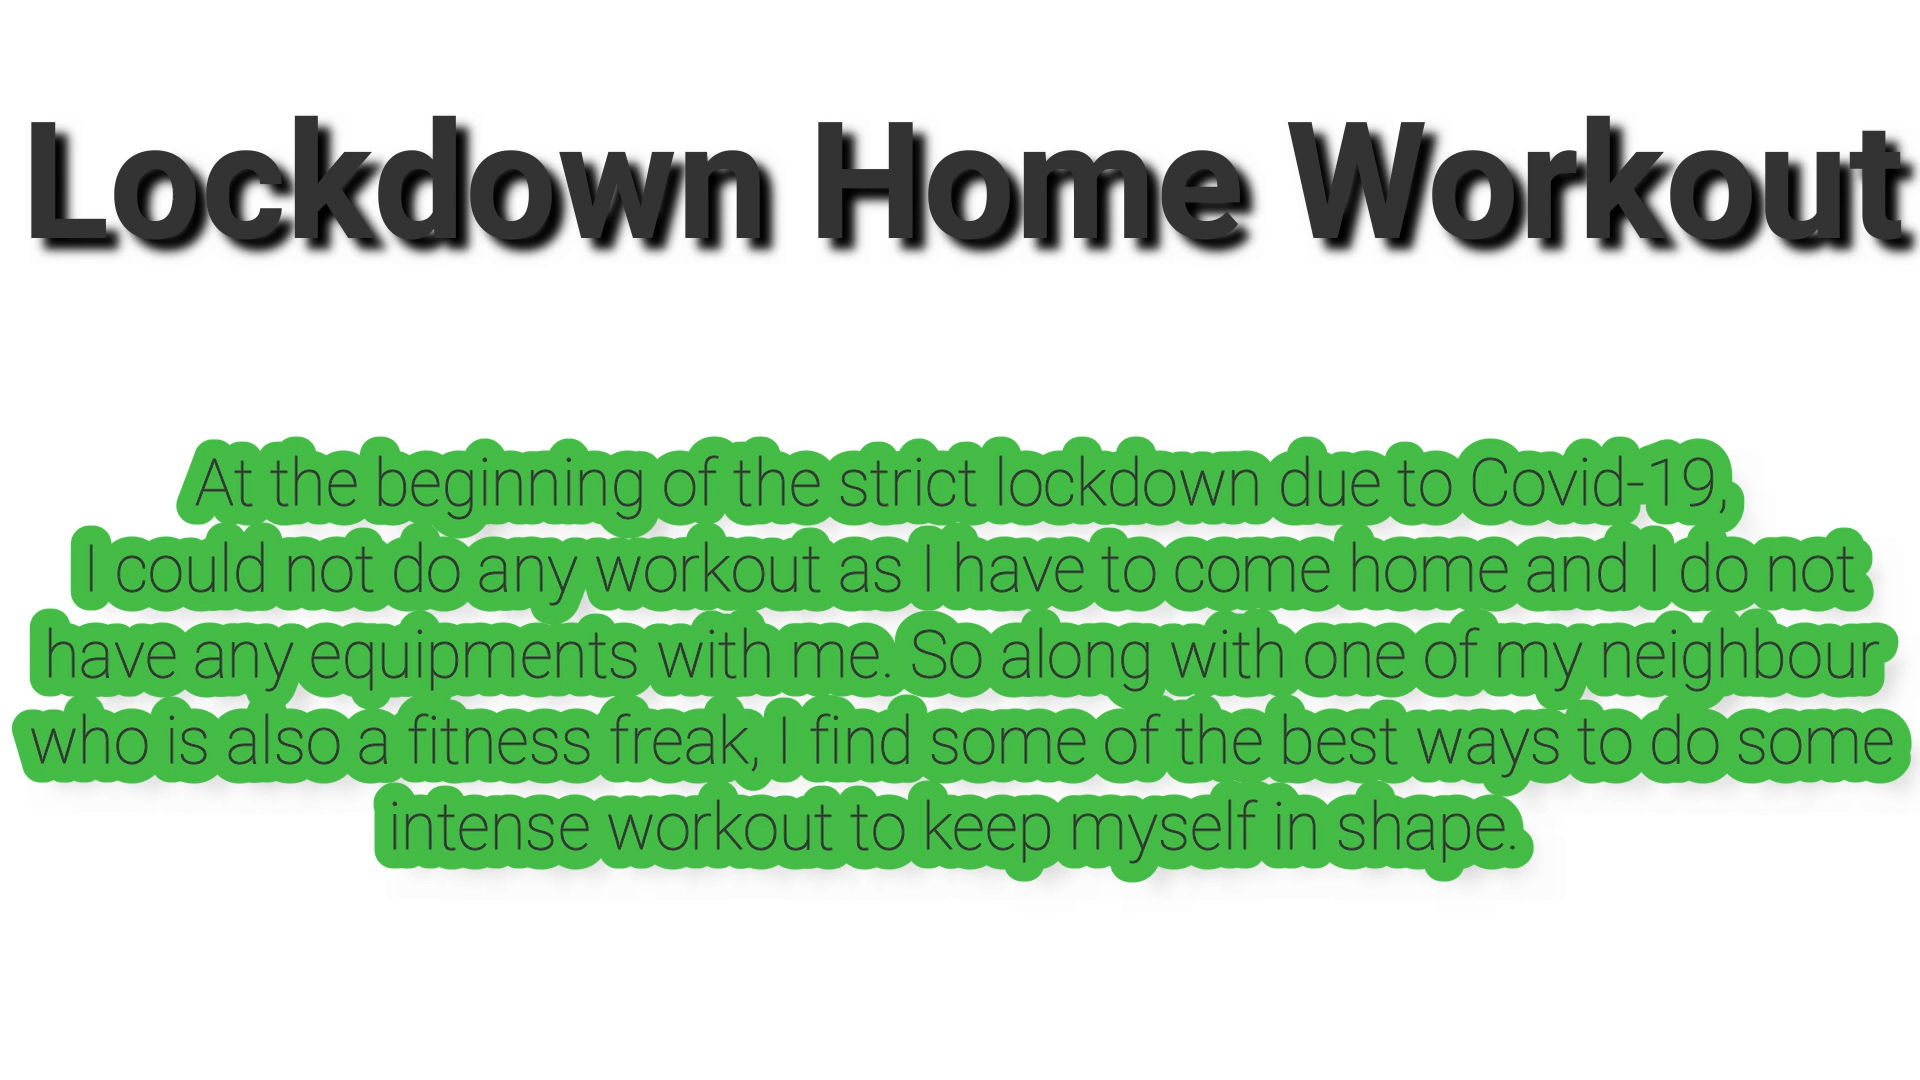 Lockdown Home Workout
At the beginning of the strict lockdown due to Covid-19,
I could not do any workout as I have to come home and I do not
have any equipments with me. So along with one of my neighbour
who is also a fitness freak, I find some of the best ways to do some
intense workout to keep myself in shape.